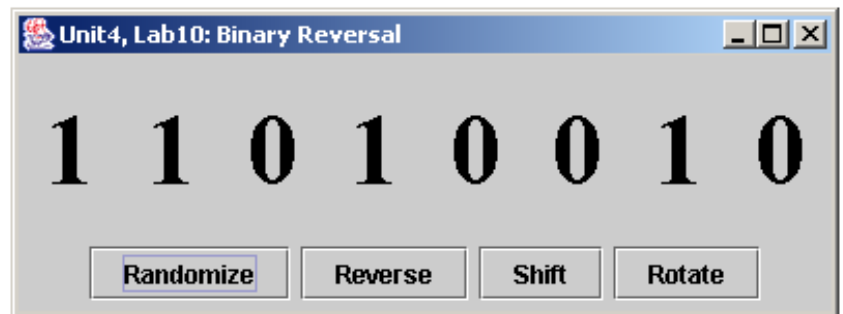 Unit4, Lab10: Binary Reversal
1 1 0 1 0 0 1 0
Randomize Reverse Shift Rotate